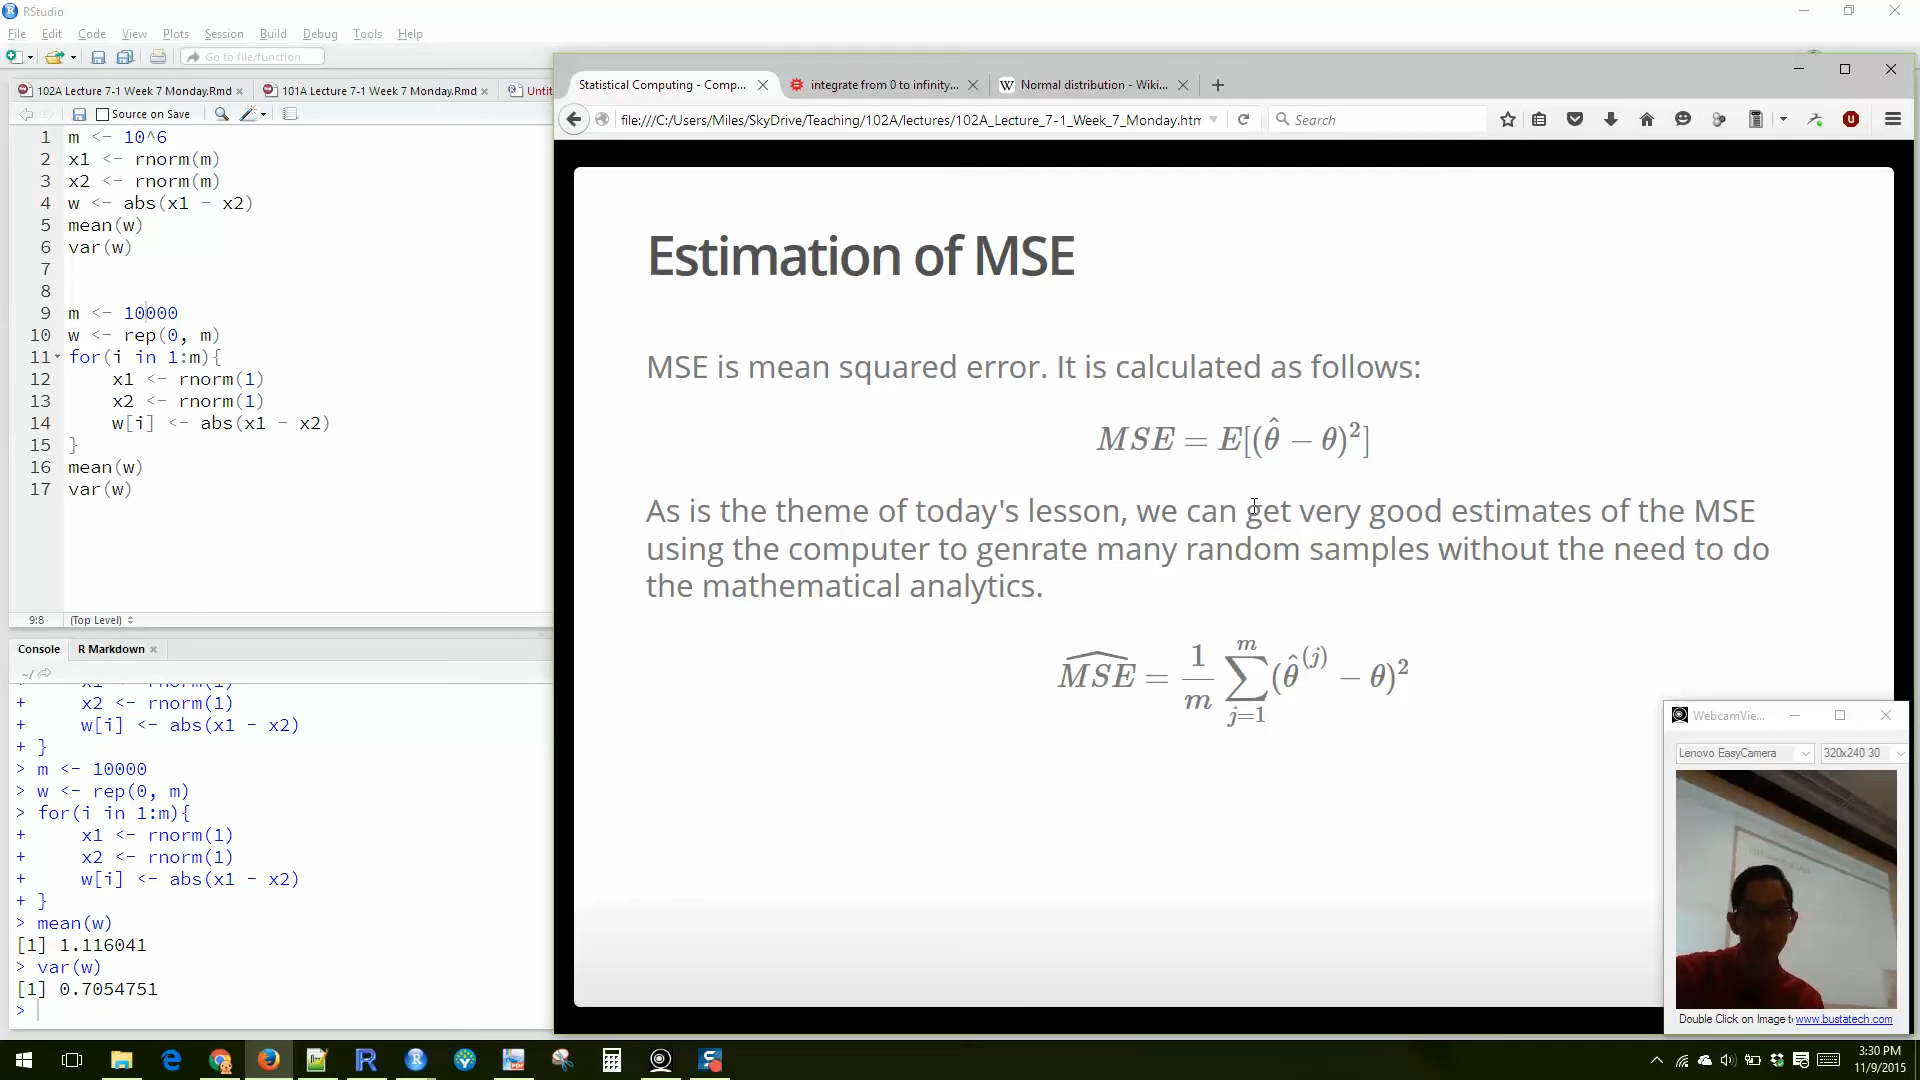 RStudio
File Edit Code View Plots Session Build Debug Tools Help
Go to file/function
102A Lecture 7-1 Week 7 Monday.Rmd 101A Lecture 7-1 Week 7 Monday.Rmd Untit
Source on Save
1 m <- 10^6
2 x1 <- rnorm(m)
3 x2 <- rnorm(m)
4 w <- abs(x1 - x2)
5 mean(w)
6 var(w)
7
8
9 m <- 10000
10 w <- rep(0, m)
11 for(i in 1:m){
12 x1 <- rnorm(1)
13 x2 <- rnorm(1)
14 w[i] <- abs(x1 - x2)
15 }
16 mean(w)
17 var(w)
9:8 (Top Level)
Console R Markdown
~/
+ x1 <- rnorm(1)
+ x2 <- rnorm(1)
+ w[i] <- abs(x1 - x2)
+ }
> m <- 10000
> w <- rep(0, m)
> for(i in 1:m){
+ x1 <- rnorm(1)
+ x2 <- rnorm(1)
+ w[i] <- abs(x1 - x2)
+ }
> mean(w)
[1] 1.116041
> var(w)
[1] 0.7054751
>
Statistical Computing - Comp... integrate from 0 to infinity... W Normal distribution - Wiki...
file:///C:/Users/Miles/SkyDrive/Teaching/102A/lectures/102A_Lecture_7-1_Week_7_Monday.htm Search
Estimation of MSE
MSE is mean squared error. It is calculated as follows:
MSE = E[(θ̂ − θ)²]
As is the theme of today's lesson, we can get very good estimates of the MSE
using the computer to genrate many random samples without the need to do
the mathematical analytics.
\widehat{MSE} = \frac{1}{m} \sum_{j=1}^{m} (θ̂^{(j)} − θ)²
WebcamVie...
Lenovo EasyCamera 320x240 30
Double Click on Image t www.bustatech.com
3:30 PM
11/9/2015